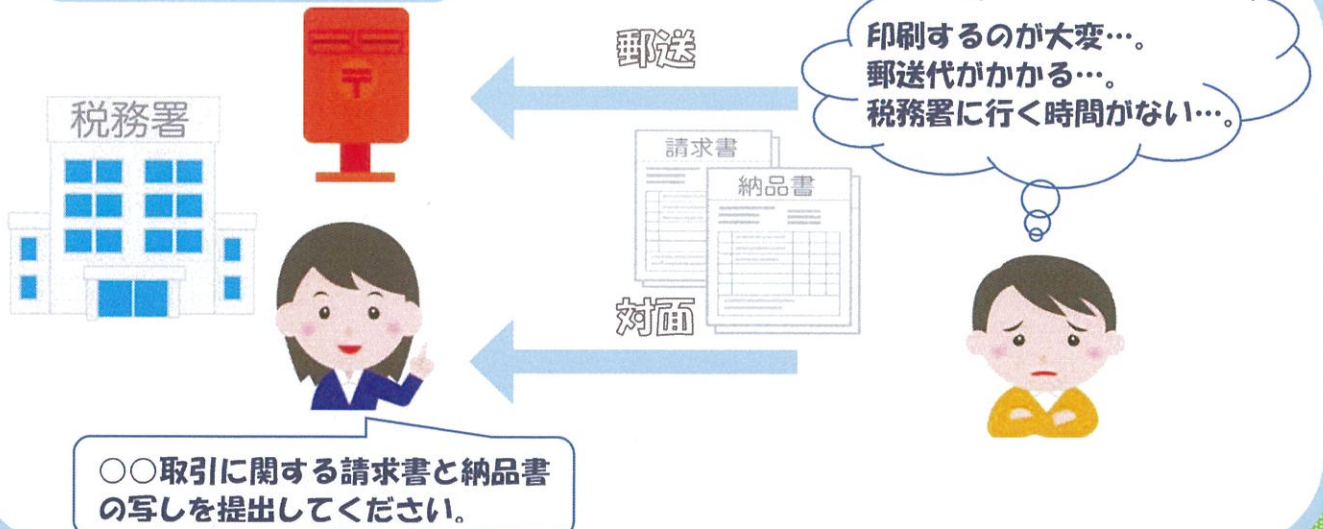 郵送
印刷するのが大変…。
郵送代がかかる…。
税務署に行く時間がない…。
税務署
〒
請求書
納品書
対面
○○取引に関する請求書と納品書
の写しを提出してください。